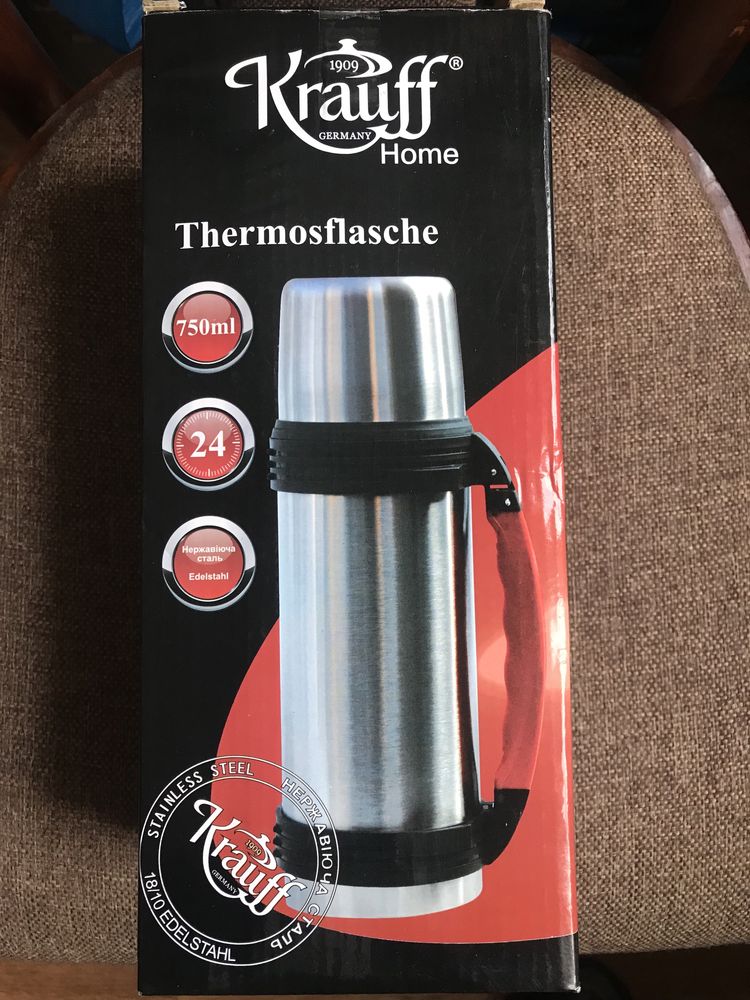 1909
Krauff®
GERMANY
Home
Thermosflasche
750ml
24
Нержавіюча
сталь
Edelstahl
STAINLESS STEEL НЕРЖАВІЮЧА СТАЛЬ
1909
Krauff
GERMANY
18/10 EDELSTAHL